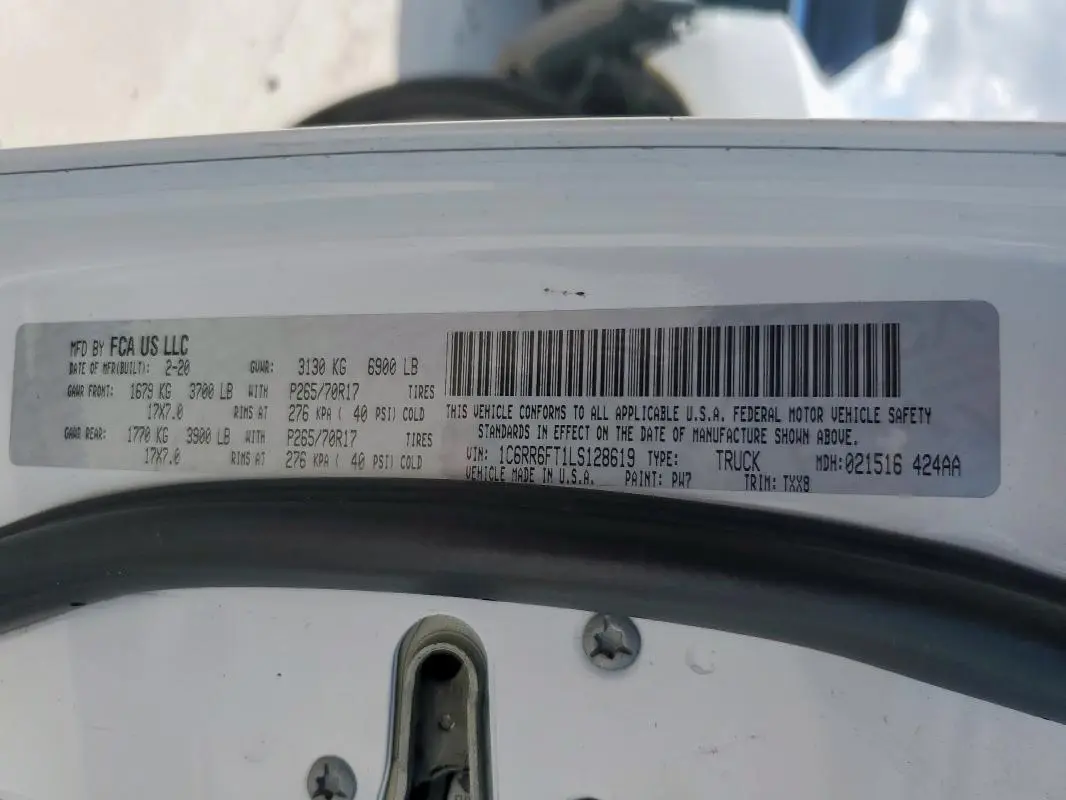 MFD BY FCA US LLC
DATE OF MFR(BUILT): 2-20 GVWR: 3130 KG 6900 LB
GAWR FRONT: 1679 KG 3700 LB WITH P265/70R17 TIRES
17X7.0 RIMS AT 276 KPA ( 40 PSI) COLD
GAWR REAR: 1770 KG 3900 LB WITH P265/70R17 TIRES
17X7.0 RIMS AT 276 KPA ( 40 PSI) COLD
THIS VEHICLE CONFORMS TO ALL APPLICABLE U.S.A. FEDERAL MOTOR VEHICLE SAFETY
STANDARDS IN EFFECT ON THE DATE OF MANUFACTURE SHOWN ABOVE.
VIN: 1C6RR6FT1LS128619 TYPE: TRUCK MDH:021516 424AA
VEHICLE MADE IN U.S.A. PAINT: PW7 TRIM: TXX8